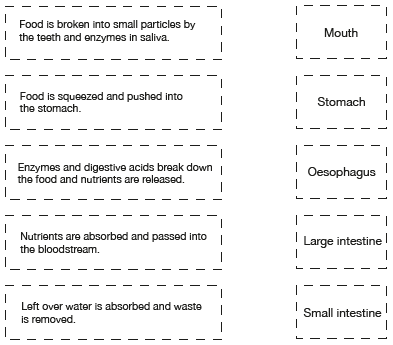 Food is broken into small particles by
the teeth and enzymes in saliva.
Mouth
Food is squeezed and pushed into
the stomach.
Stomach
Enzymes and digestive acids break down
the food and nutrients are released.
Oesophagus
Nutrients are absorbed and passed into
the bloodstream.
Large intestine
Left over water is absorbed and waste
is removed.
Small intestine